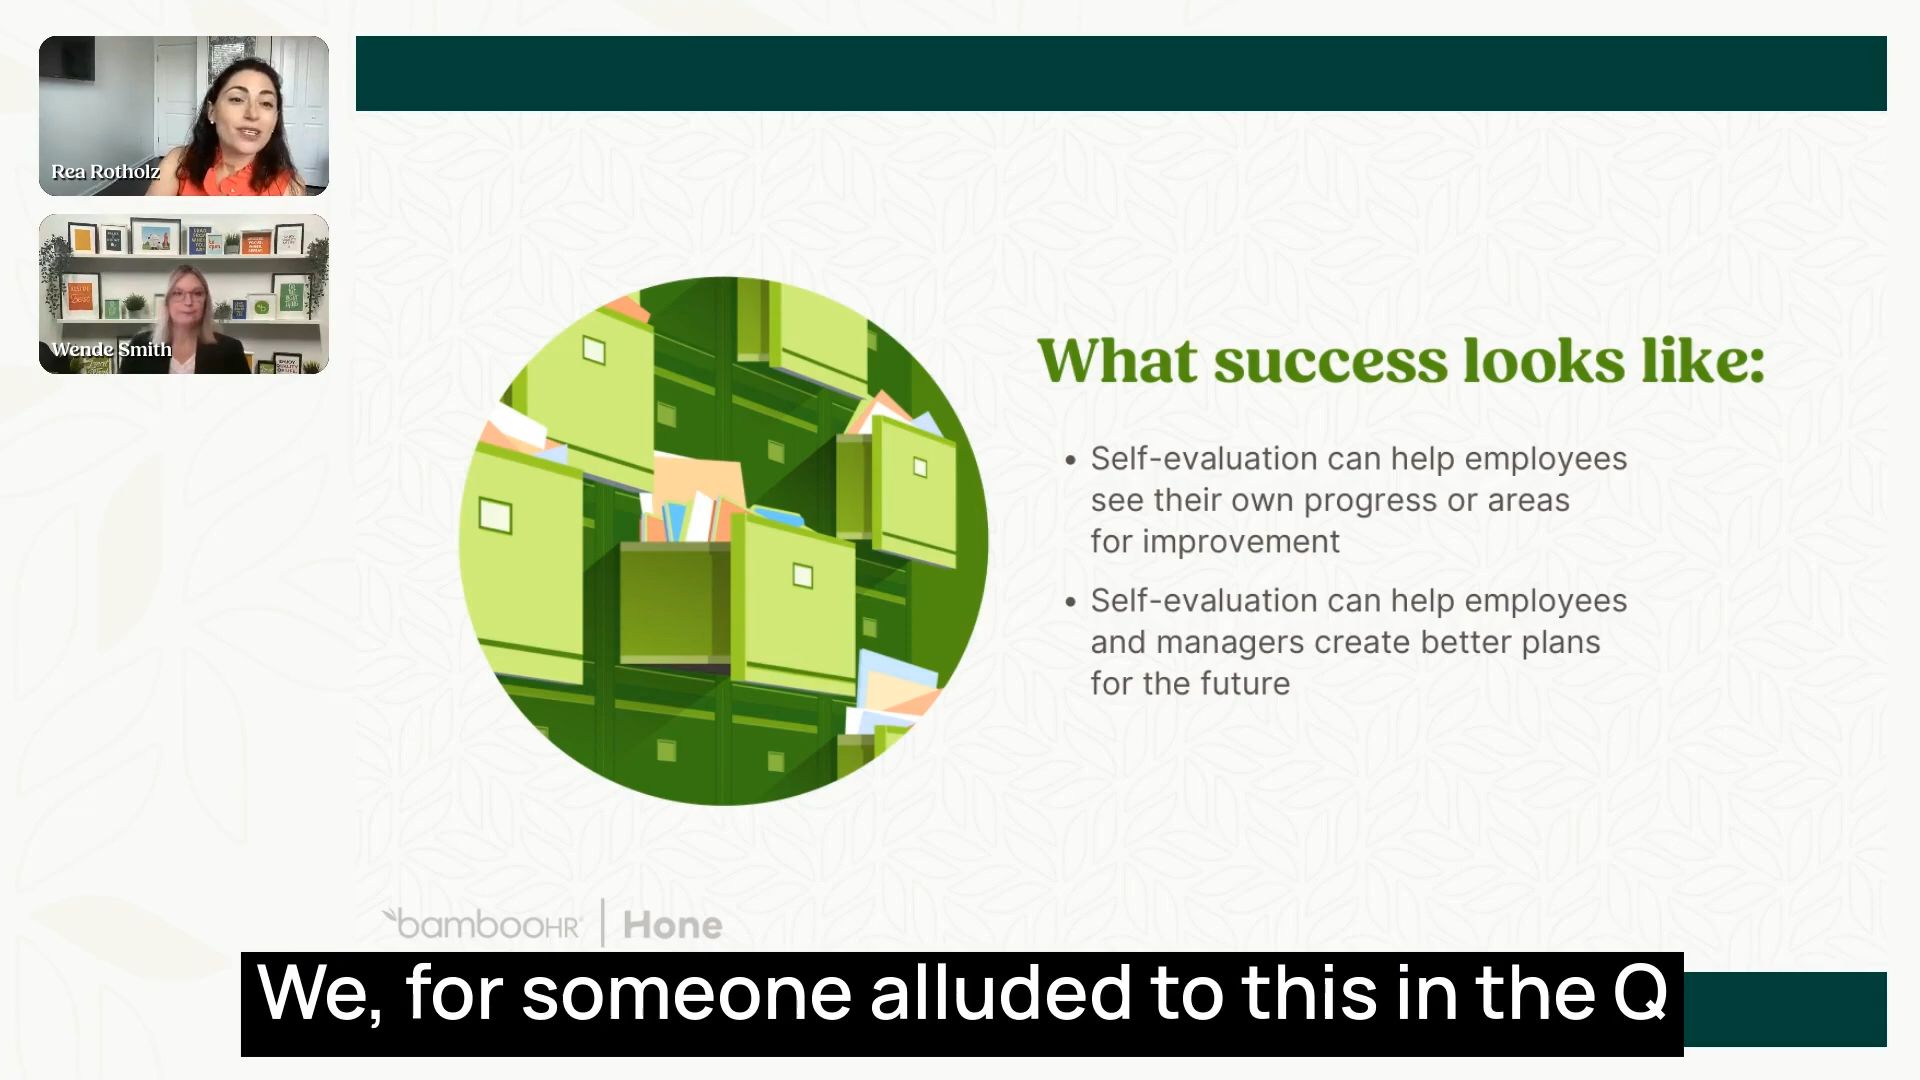 Rea Rotholz
Wende Smith
What success looks like:
• Self-evaluation can help employees
see their own progress or areas
for improvement
• Self-evaluation can help employees
and managers create better plans
for the future
bambooHR | Hone
We, for someone alluded to this in the Q